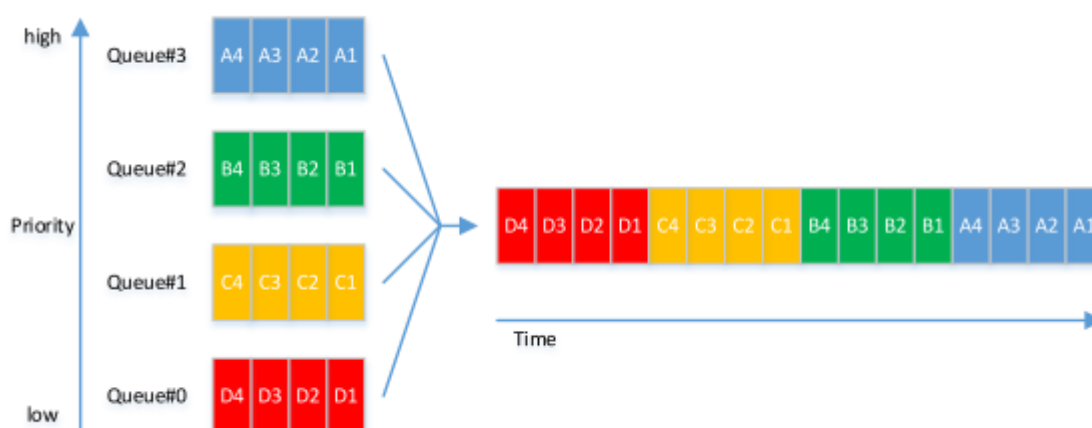 high
Queue#3
A4 A3 A2 A1
Queue#2
B4 B3 B2 B1
Priority
D4 D3 D2 D1 C4 C3 C2 C1 B4 B3 B2 B1 A4 A3 A2 A1
Queue#1
C4 C3 C2 C1
Time
Queue#0
D4 D3 D2 D1
low